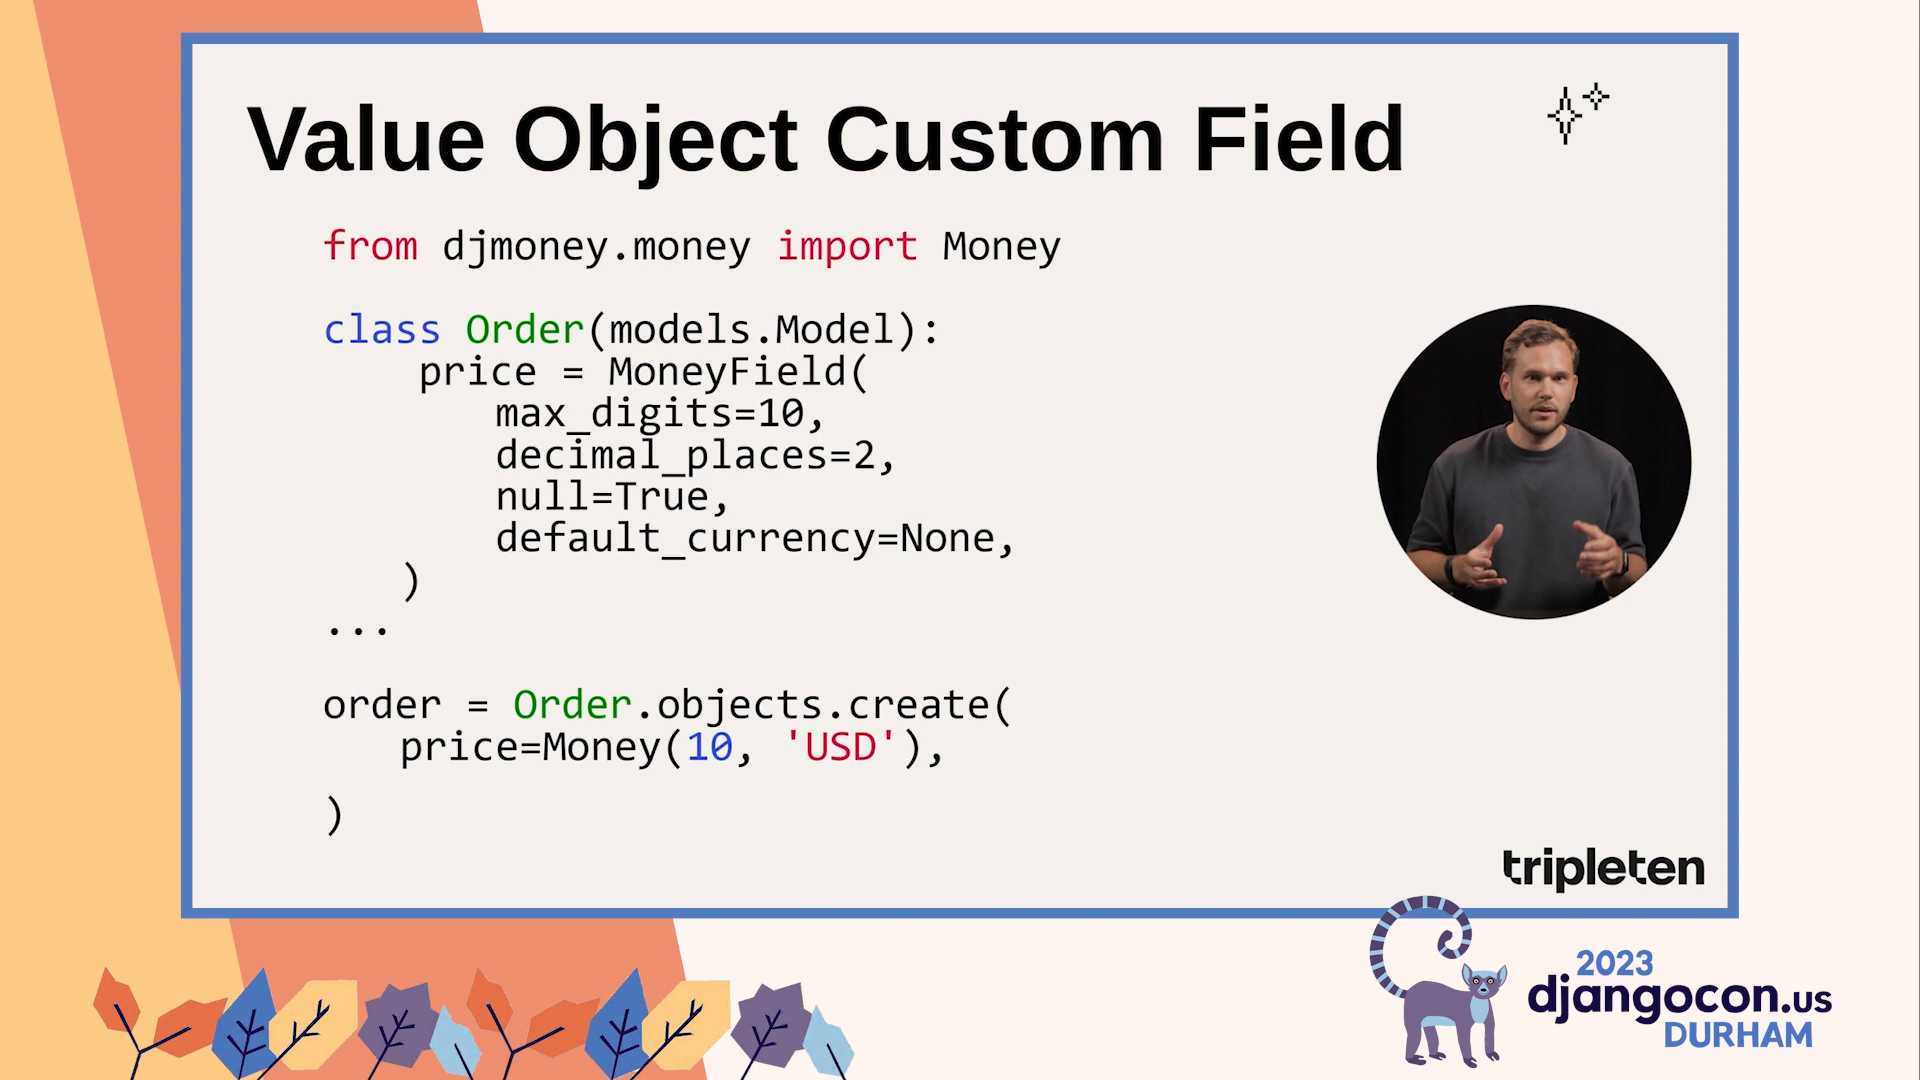 Value Object Custom Field
from djmoney.money import Money
class Order(models.Model):
price = MoneyField(
max_digits=10,
decimal_places=2,
null=True,
default_currency=None,
)
...
order = Order.objects.create(
price=Money(10, 'USD'),
)
tripleten
2023
djangocon.us
DURHAM